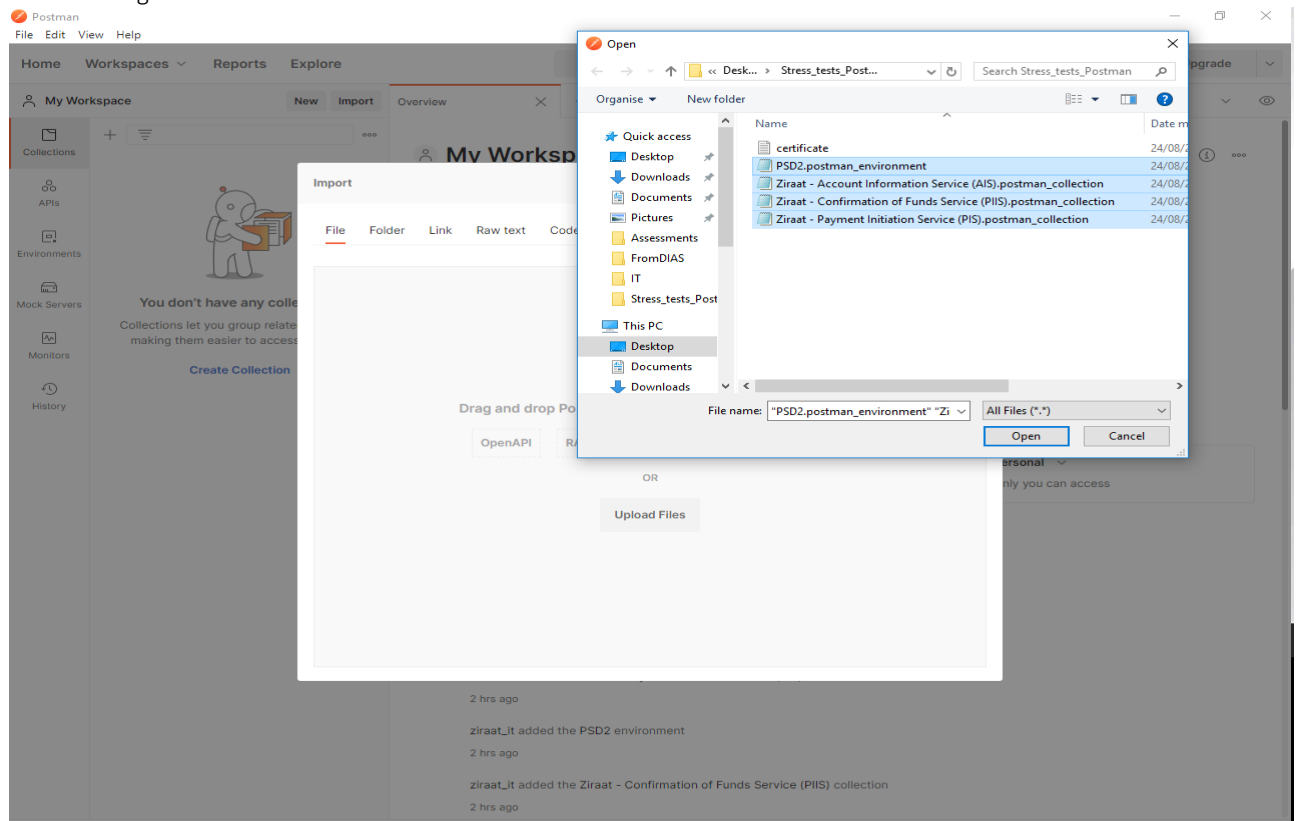 Postman
File Edit View Help
Home Workspaces Reports Explore
My Workspace New Import
Overview
Collections
APIs
Environments
Mock Servers
Monitors
History
You don't have any colle
Collections let you group relate
making them easier to access
Create Collection
My Worksp
Import
File Folder Link Raw text Code
Drag and drop Po
OpenAPI RA
OR
Upload Files
Open
« Desk... › Stress_tests_Post...
Search Stress_tests_Postman
Organise New folder
Quick access
Desktop
Downloads
Documents
Pictures
Assessments
FromDIAS
IT
Stress_tests_Post
This PC
Desktop
Documents
Downloads
Name Date m
certificate 24/08/2
PSD2.postman_environment 24/08/2
Ziraat - Account Information Service (AIS).postman_collection 24/08/2
Ziraat - Confirmation of Funds Service (PIIS).postman_collection 24/08/2
Ziraat - Payment Initiation Service (PIS).postman_collection 24/08/2
File name: "PSD2.postman_environment" "Zi All Files (*.*)
Open Cancel
pgrade
ersonal
nly you can access
2 hrs ago
ziraat_it added the PSD2 environment
2 hrs ago
ziraat_it added the Ziraat - Confirmation of Funds Service (PIIS) collection
2 hrs ago